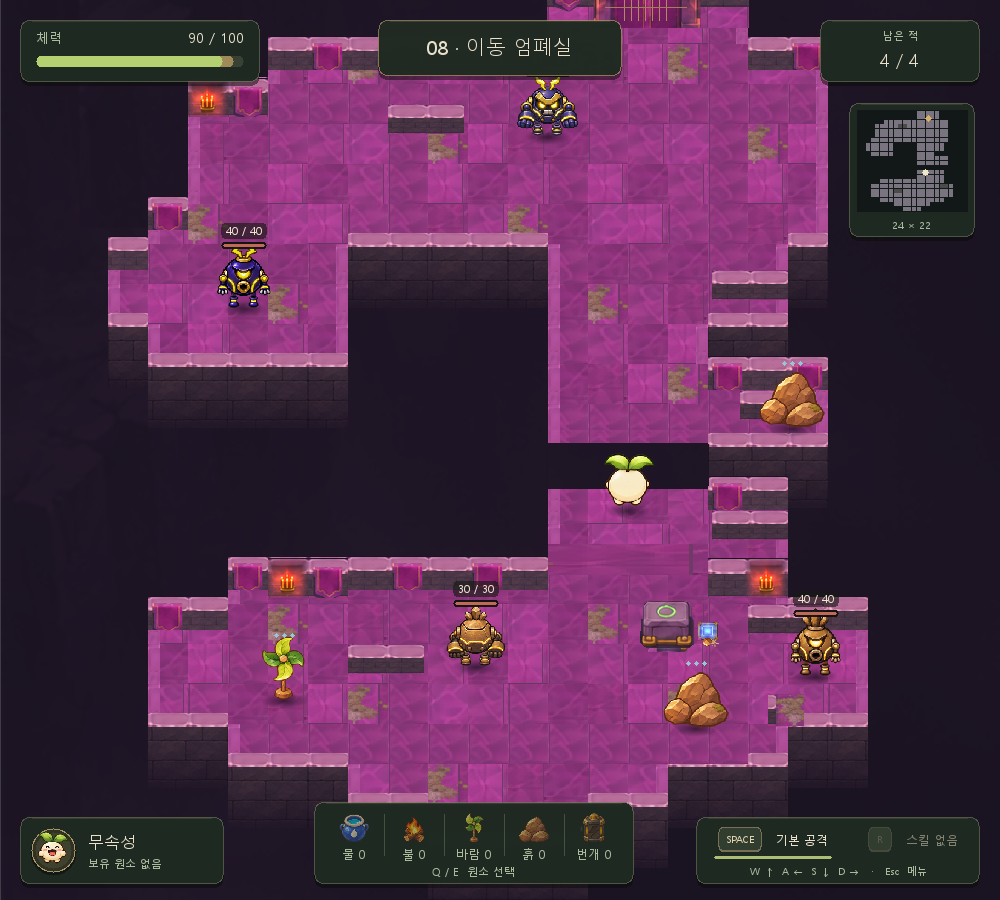 체력 90 / 100
08 · 이동 엄폐실
남은 적
4 / 4
24 × 22
40 / 40
30 / 30
40 / 40
무속성
보유 원소 없음
물 0 불 0 바람 0 흙 0 번개 0
Q / E 원소 선택
SPACE 기본 공격 R 스킬 없음
W ↑ A ← S ↓ D → · Esc 메뉴